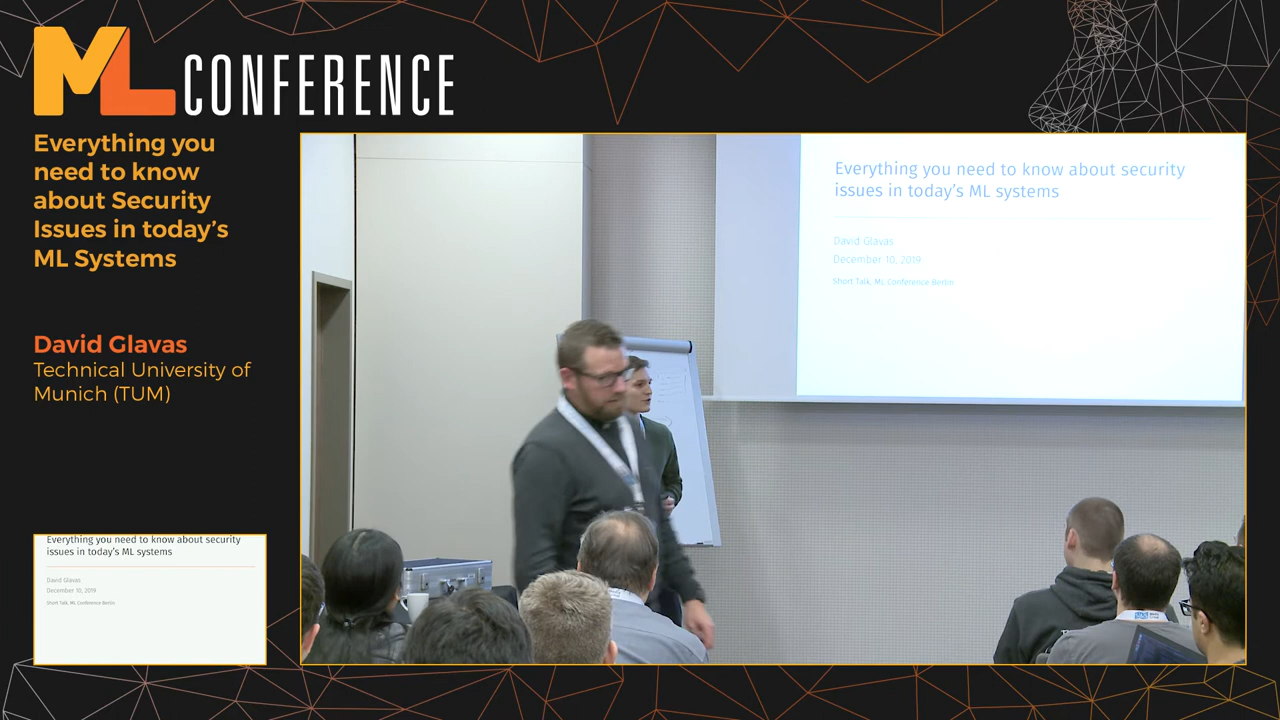 ML CONFERENCE
Everything you
need to know
about Security
Issues in today's
ML Systems
David Glavas
Technical University of
Munich (TUM)
Everything you need to know about security
issues in today's ML systems
David Glavas
December 10, 2019
Short Talk, ML Conference Berlin
Everything you need to know about security
issues in today's ML systems
David Glavas
December 10, 2019
Short Talk, ML Conference Berlin